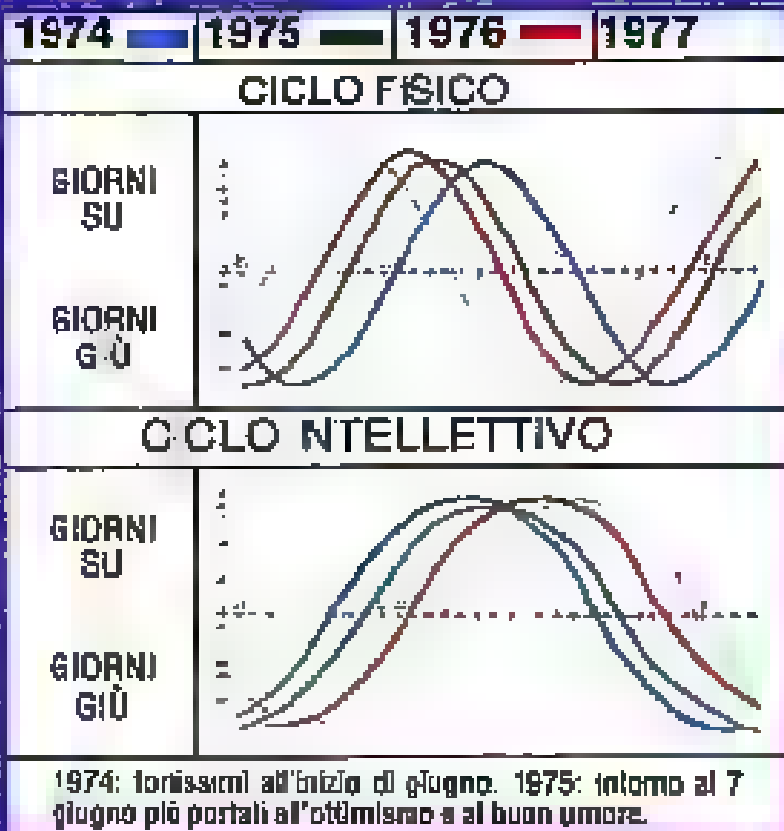 1974 1975 1976 1977
CICLO FISICO
GIORNI
SU
GIORNI
GIÙ
CICLO INTELLETTIVO
GIORNI
SU
GIORNI
GIÙ
1974: fortissimi all'inizio di giugno. 1975: intorno al 7
giugno più portati all'ottimismo e al buon umore.